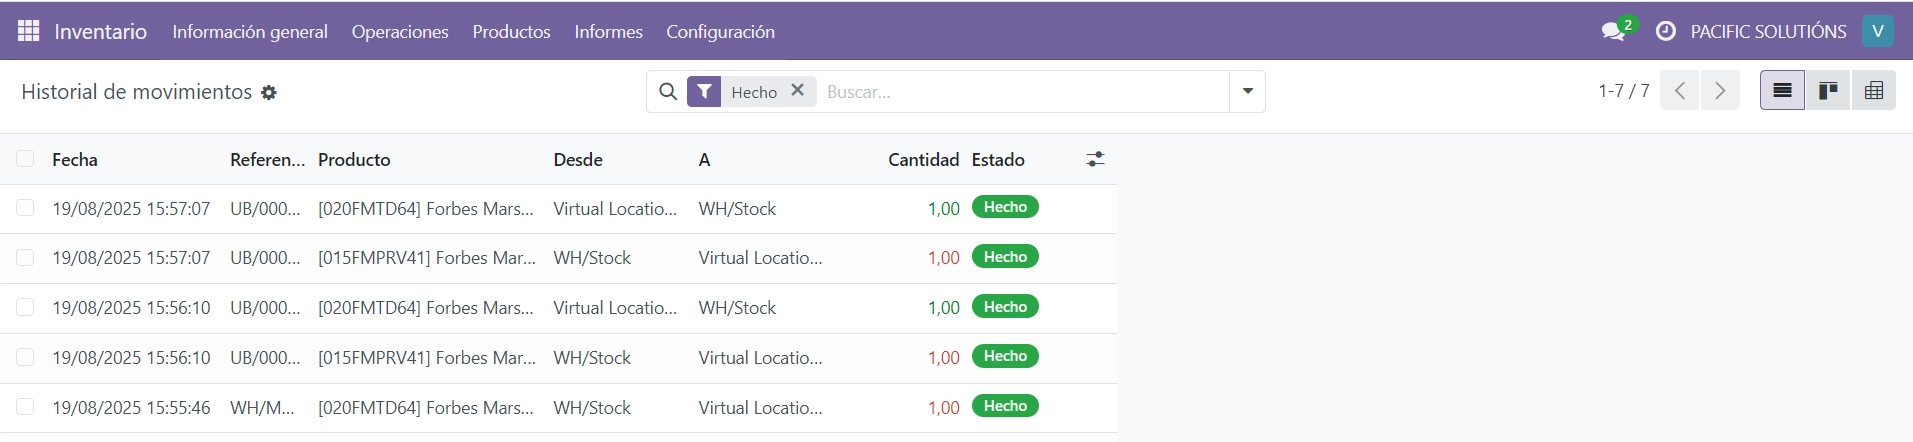 Inventario Información general Operaciones Productos Informes Configuración 2 PACIFIC SOLUTIÓNS V
Historial de movimientos Hecho Buscar... 1-7 / 7
Fecha Referen... Producto Desde A Cantidad Estado
19/08/2025 15:57:07 UB/000... [020FMTD64] Forbes Mars... Virtual Locatio... WH/Stock 1,00 Hecho
19/08/2025 15:57:07 UB/000... [015FMPRV41] Forbes Mar... WH/Stock Virtual Locatio... 1,00 Hecho
19/08/2025 15:56:10 UB/000... [020FMTD64] Forbes Mars... Virtual Locatio... WH/Stock 1,00 Hecho
19/08/2025 15:56:10 UB/000... [015FMPRV41] Forbes Mar... WH/Stock Virtual Locatio... 1,00 Hecho
19/08/2025 15:55:46 WH/M... [020FMTD64] Forbes Mars... WH/Stock Virtual Locatio... 1,00 Hecho